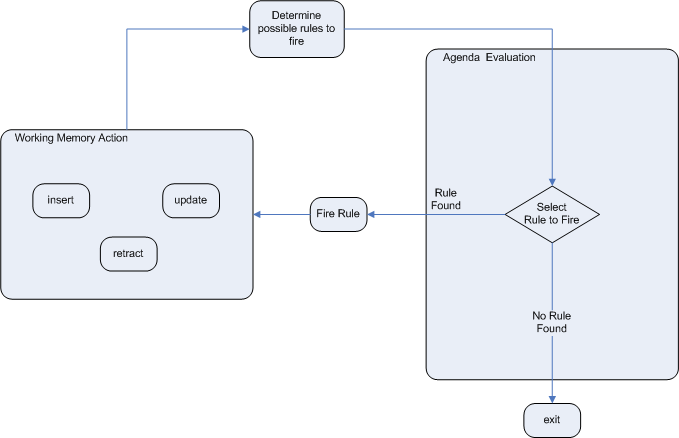 Determine
possible rules to
fire
Agenda Evaluation
Working Memory Action
insert
update
retract
Fire Rule
Rule
Found
Select
Rule to Fire
No Rule
Found
exit